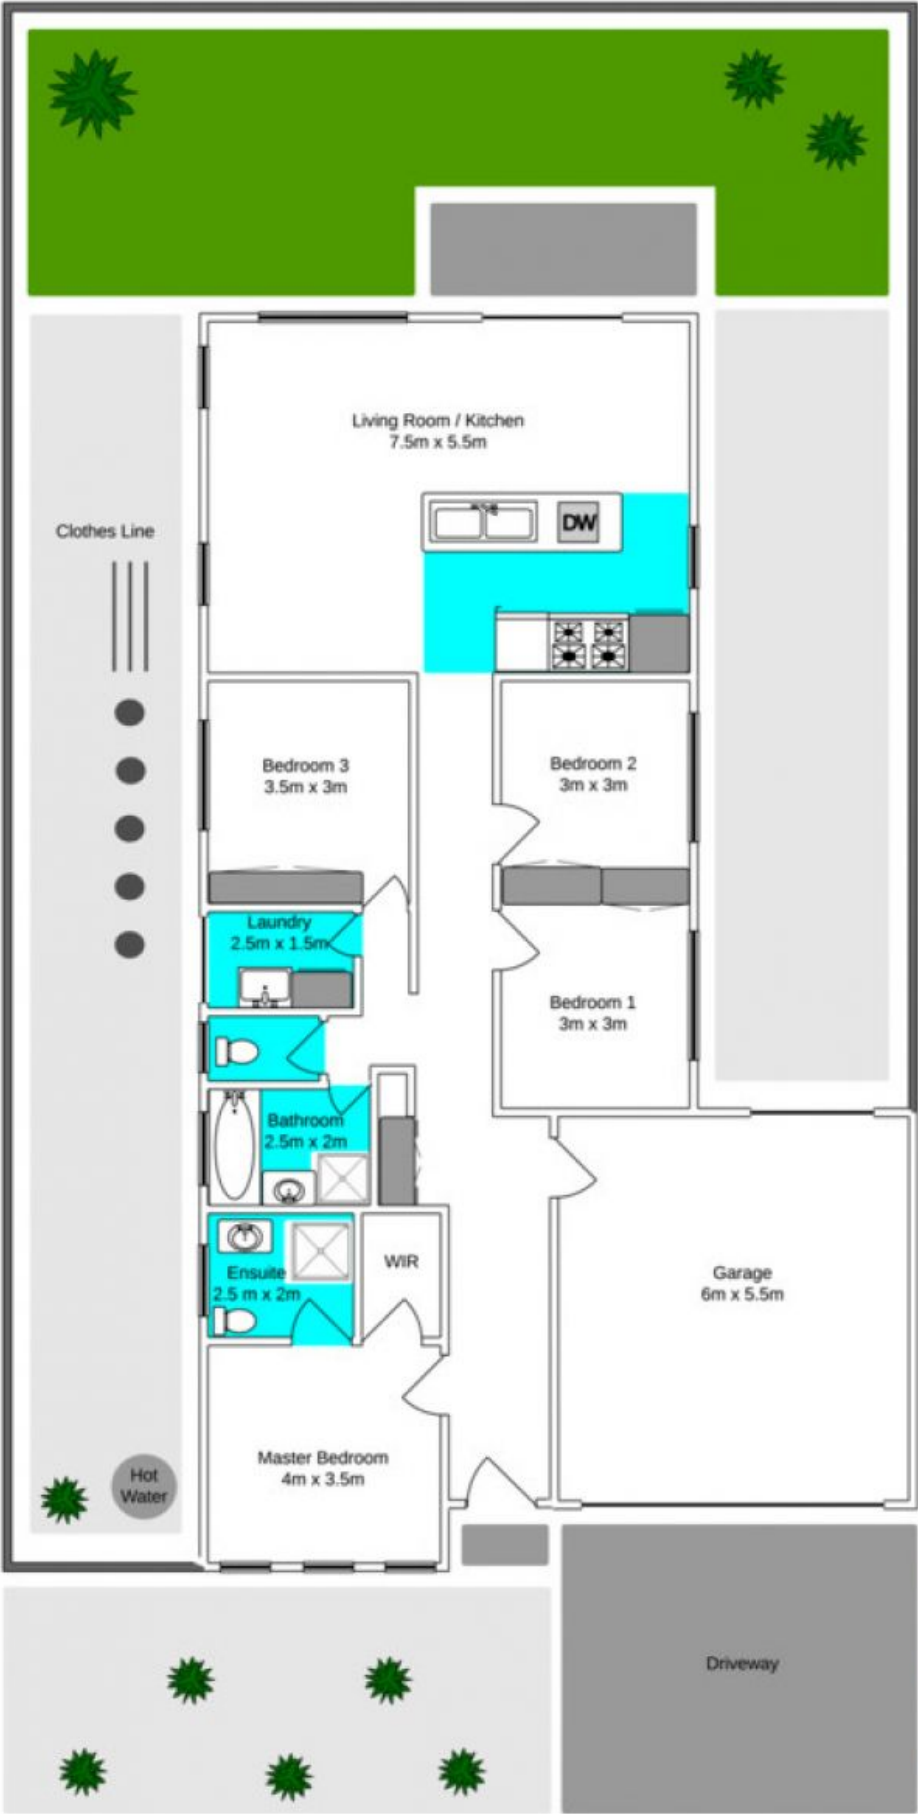 Living Room / Kitchen
7.5m x 5.5m
Clothes Line
DW
Bedroom 3
3.5m x 3m
Bedroom 2
3m x 3m
Laundry
2.5m x 1.5m
Bedroom 1
3m x 3m
Bathroom
2.5m x 2m
WIR
Ensuite
2.5 m x 2m
Garage
6m x 5.5m
Master Bedroom
4m x 3.5m
Hot
Water
Driveway